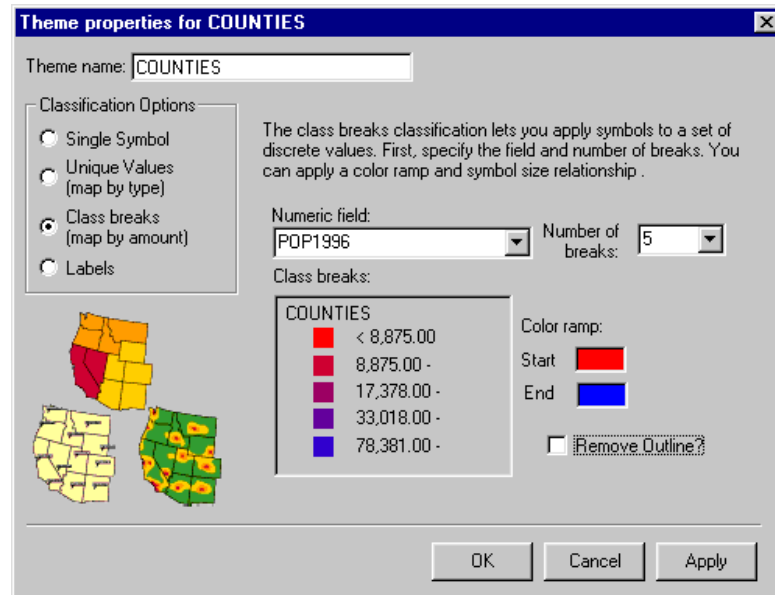 Theme properties for COUNTIES
Theme name: COUNTIES
Classification Options
Single Symbol
Unique Values
(map by type)
Class breaks
(map by amount)
Labels
The class breaks classification lets you apply symbols to a set of
discrete values. First, specify the field and number of breaks. You
can apply a color ramp and symbol size relationship .
Numeric field:
POP1996
Number of
breaks:
5
Class breaks:
COUNTIES
< 8,875.00
8,875.00 -
17,378.00 -
33,018.00 -
78,381.00 -
Color ramp:
Start
End
Remove Outline?
OK
Cancel
Apply